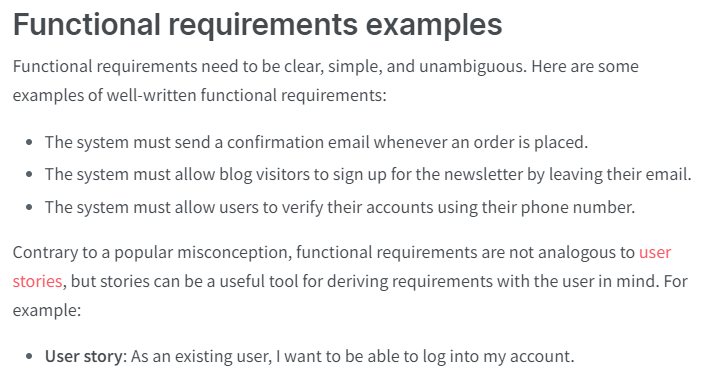 Functional requirements examples
Functional requirements need to be clear, simple, and unambiguous. Here are some
examples of well-written functional requirements:
• The system must send a confirmation email whenever an order is placed.
• The system must allow blog visitors to sign up for the newsletter by leaving their email.
• The system must allow users to verify their accounts using their phone number.
Contrary to a popular misconception, functional requirements are not analogous to user
stories, but stories can be a useful tool for deriving requirements with the user in mind. For
example:
• User story: As an existing user, I want to be able to log into my account.